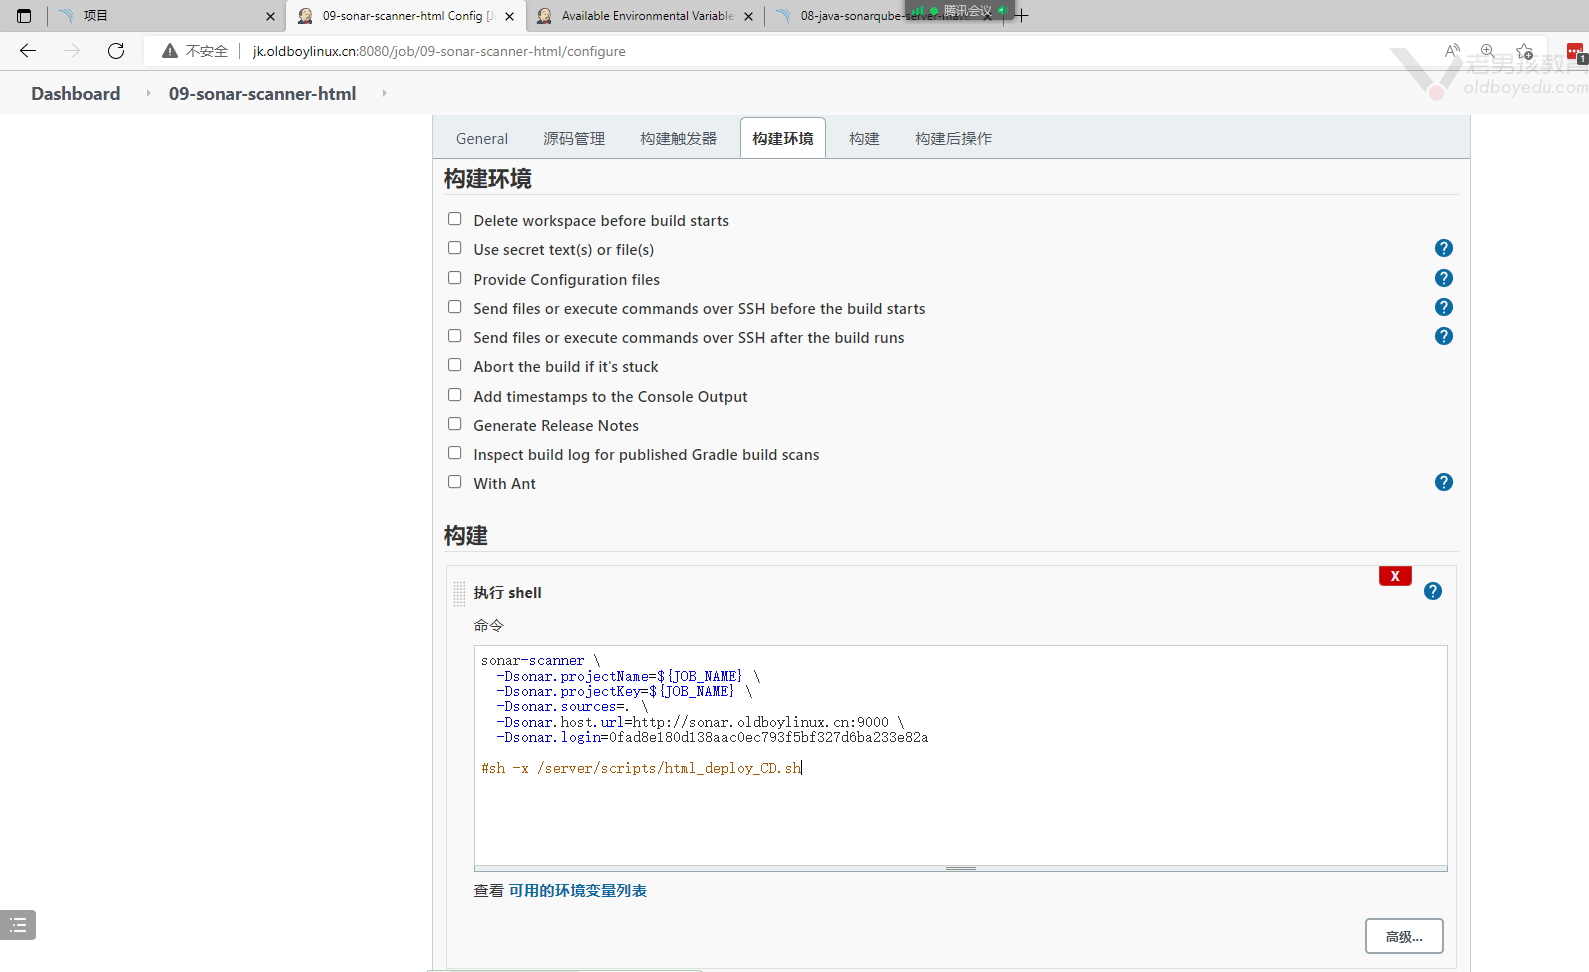 项目
09-sonar-scanner-html Config [J
Available Environmental Variable
08-java-sonarqube-server-mave
腾讯会议
不安全
jk.oldboylinux.cn:8080/job/09-sonar-scanner-html/configure
1
老男孩教育
oldboyedu.com
Dashboard
09-sonar-scanner-html
General
源码管理
构建触发器
构建环境
构建
构建后操作
构建环境
Delete workspace before build starts
Use secret text(s) or file(s)
Provide Configuration files
Send files or execute commands over SSH before the build starts
Send files or execute commands over SSH after the build runs
Abort the build if it's stuck
Add timestamps to the Console Output
Generate Release Notes
Inspect build log for published Gradle build scans
With Ant
构建
X
执行 shell
命令
sonar-scanner \
-Dsonar.projectName=${JOB_NAME} \
-Dsonar.projectKey=${JOB_NAME} \
-Dsonar.sources=. \
-Dsonar.host.url=http://sonar.oldboylinux.cn:9000 \
-Dsonar.login=0fad8e180d138aac0ec793f5bf327d6ba233e82a
#sh -x /server/scripts/html_deploy_CD.sh
查看 可用的环境变量列表
高级...